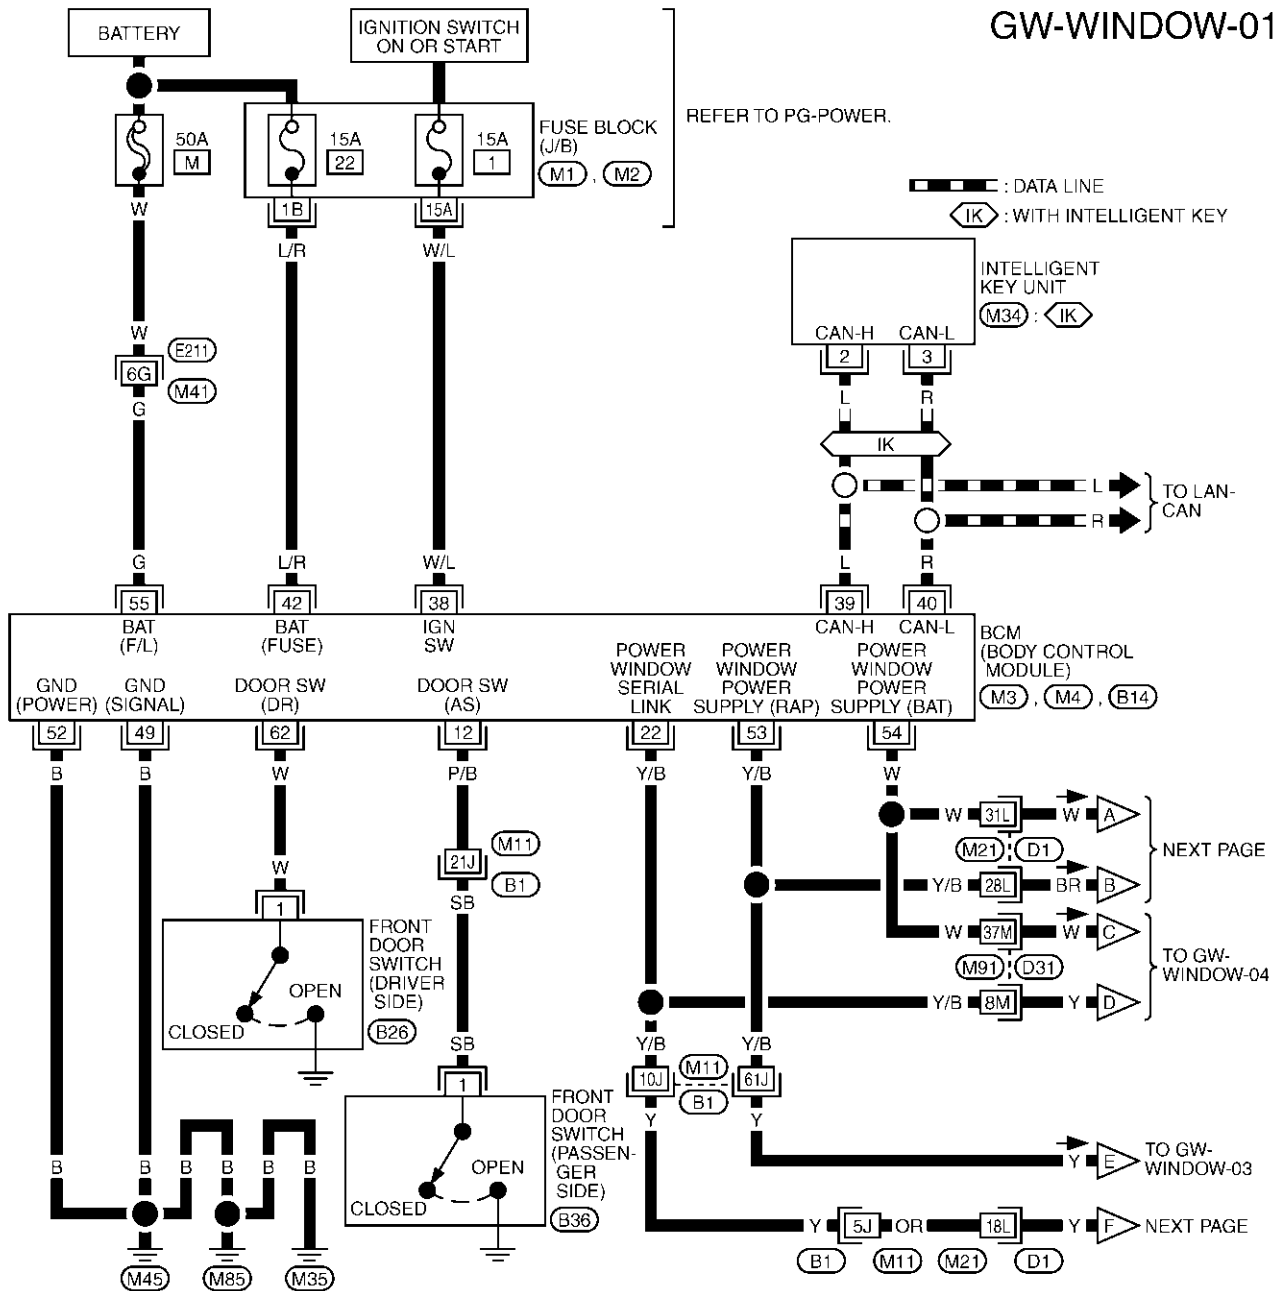 GW-WINDOW-01
BATTERY
IGNITION SWITCH
ON OR START
REFER TO PG-POWER.
50A
M
15A
22
15A
1
FUSE BLOCK
(J/B)
M1 , M2
1B
15A
W
L/R
W/L
: DATA LINE
IK : WITH INTELLIGENT KEY
INTELLIGENT
KEY UNIT
M34 : IK
CAN-H CAN-L
2 3
L R
IK
W
E211
6G
M41
G
L
R
TO LAN-
CAN
G L/R W/L L R
55 42 38 39 40
BAT
(F/L)
BAT
(FUSE)
IGN
SW
CAN-H CAN-L
BCM
(BODY CONTROL
MODULE)
M3 , M4 , B14
GND
(POWER)
GND
(SIGNAL)
DOOR SW
(DR)
DOOR SW
(AS)
POWER
WINDOW
SERIAL
LINK
POWER
WINDOW
POWER
SUPPLY (RAP)
POWER
WINDOW
POWER
SUPPLY (BAT)
52 49 62 12 22 53 54
B B W P/B Y/B Y/B W
W 31L W A
M21 D1
Y/B 28L BR B
NEXT PAGE
W 37M W C
M91 D31
Y/B 8M Y D
TO GW-
WINDOW-04
M11
21J
B1
SB
W
1
FRONT
DOOR
SWITCH
(DRIVER
SIDE)
B26
OPEN
CLOSED
SB
1
FRONT
DOOR
SWITCH
(PASSEN-
GER
SIDE)
B36
OPEN
CLOSED
Y/B Y/B
10J M11 61J
B1
Y Y
Y E
TO GW-
WINDOW-03
Y 5J OR 18L Y F NEXT PAGE
B1 M11 M21 D1
B B B B B B
M45 M85 M35